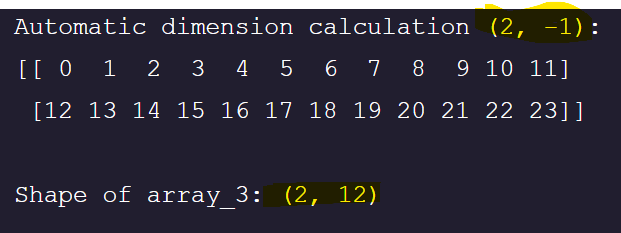 Automatic dimension calculation (2, -1):
[[ 0  1  2  3  4  5  6  7  8  9 10 11]
 [12 13 14 15 16 17 18 19 20 21 22 23]]
Shape of array_3: (2, 12)